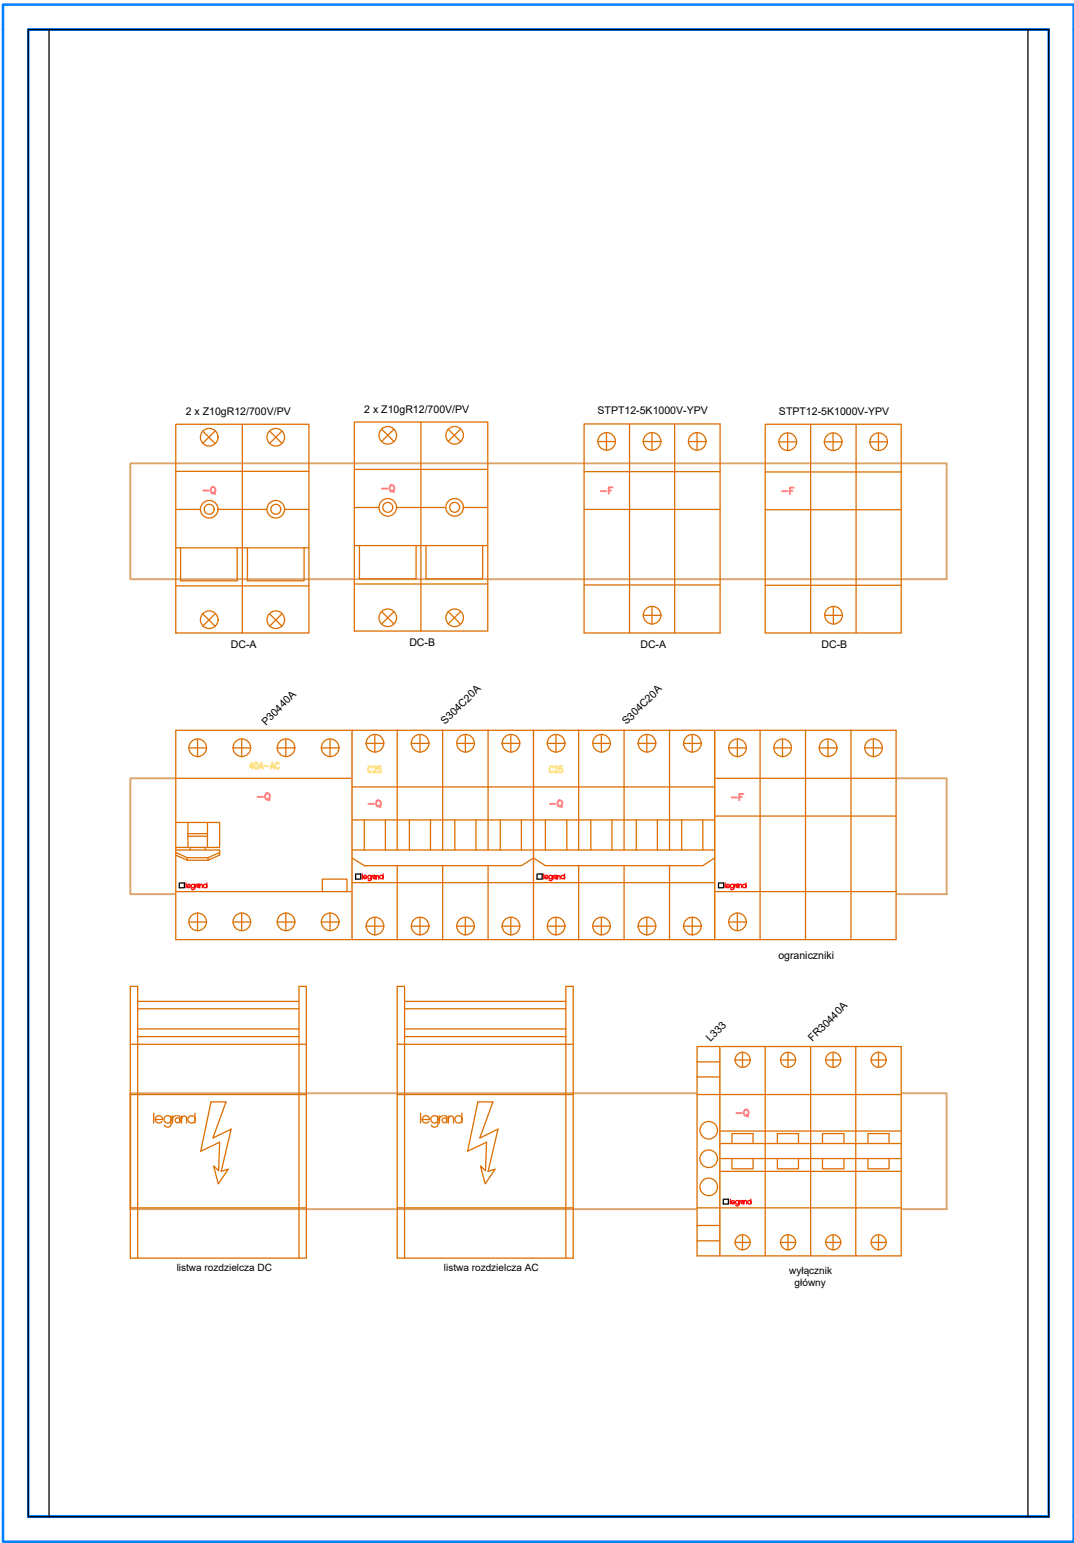 2 x Z10gR12/700V/PV
2 x Z10gR12/700V/PV
STPT12-5K1000V-YPV
STPT12-5K1000V-YPV
-Q
-Q
-F
-F
DC-A
DC-B
DC-A
DC-B
P30440A
S304C20A
S304C20A
40A-AC
C25
C25
-Q
-Q
-Q
-F
legrand
legrand
legrand
legrand
ograniczniki
L333
FR30440A
legrand
legrand
-Q
legrand
listwa rozdzielcza DC
listwa rozdzielcza AC
wyłącznik
główny